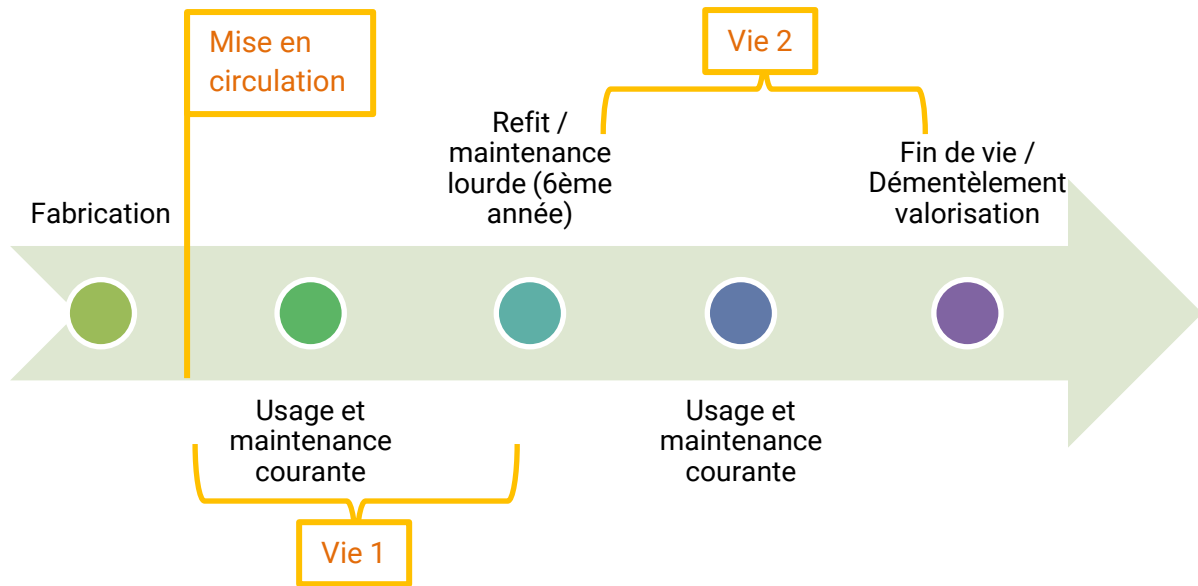 Mise en
circulation
Vie 2
Refit /
maintenance
lourde (6ème
année)
Fin de vie /
Démentèlement
valorisation
Fabrication
Usage et
maintenance
courante
Usage et
maintenance
courante
Vie 1